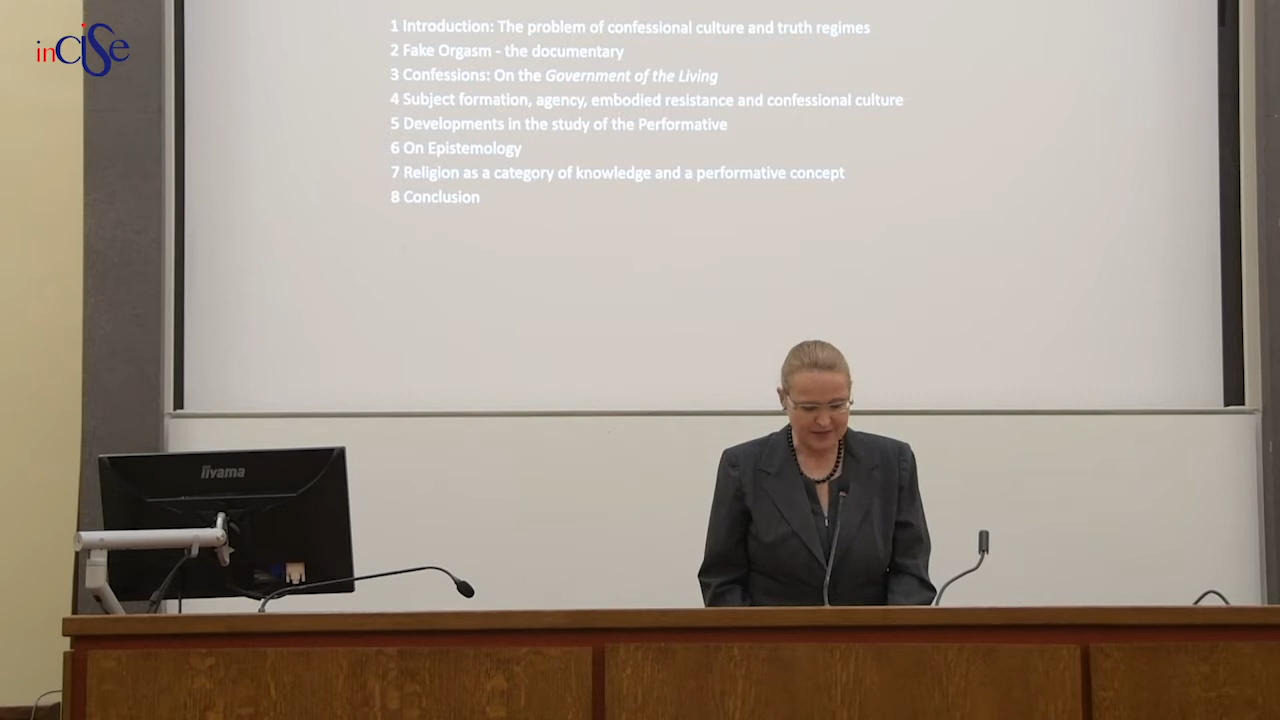 inCiSe
1 Introduction: The problem of confessional culture and truth regimes
2 Fake Orgasm - the documentary
3 Confessions: On the Government of the Living
4 Subject formation, agency, embodied resistance and confessional culture
5 Developments in the study of the Performative
6 On Epistemology
7 Religion as a category of knowledge and a performative concept
8 Conclusion
iiyama